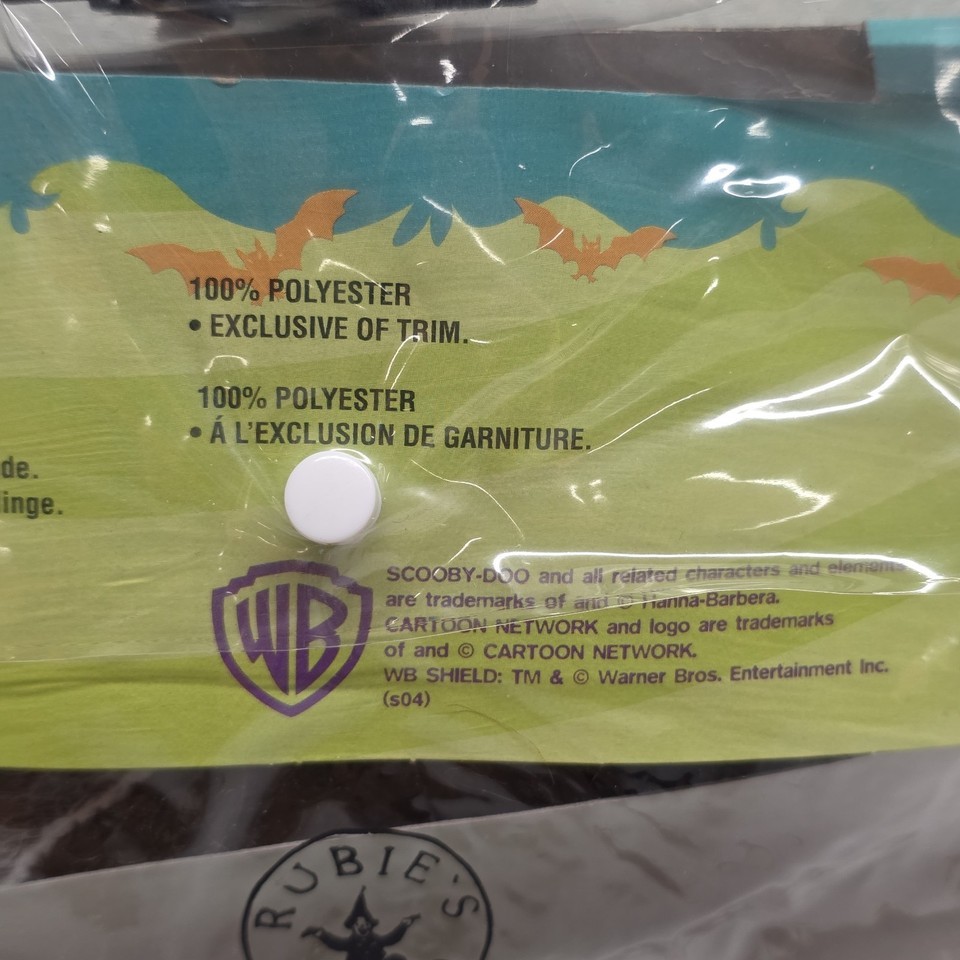 100% POLYESTER
• EXCLUSIVE OF TRIM.
100% POLYESTER
• Á L'EXCLUSION DE GARNITURE.
de.
linge.
WB
SCOOBY-DOO and all related characters and elements
are trademarks of and © Hanna-Barbera.
CARTOON NETWORK and logo are trademarks
of and © CARTOON NETWORK.
WB SHIELD: TM & © Warner Bros. Entertainment Inc.
(s04)
RUBIE'S